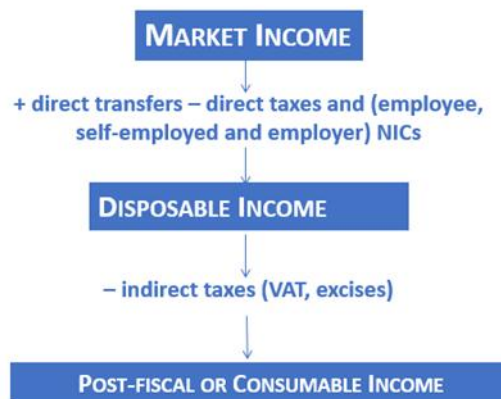 MARKET INCOME
+ direct transfers – direct taxes and (employee,
self-employed and employer) NICs
DISPOSABLE INCOME
– indirect taxes (VAT, excises)
POST-FISCAL OR CONSUMABLE INCOME